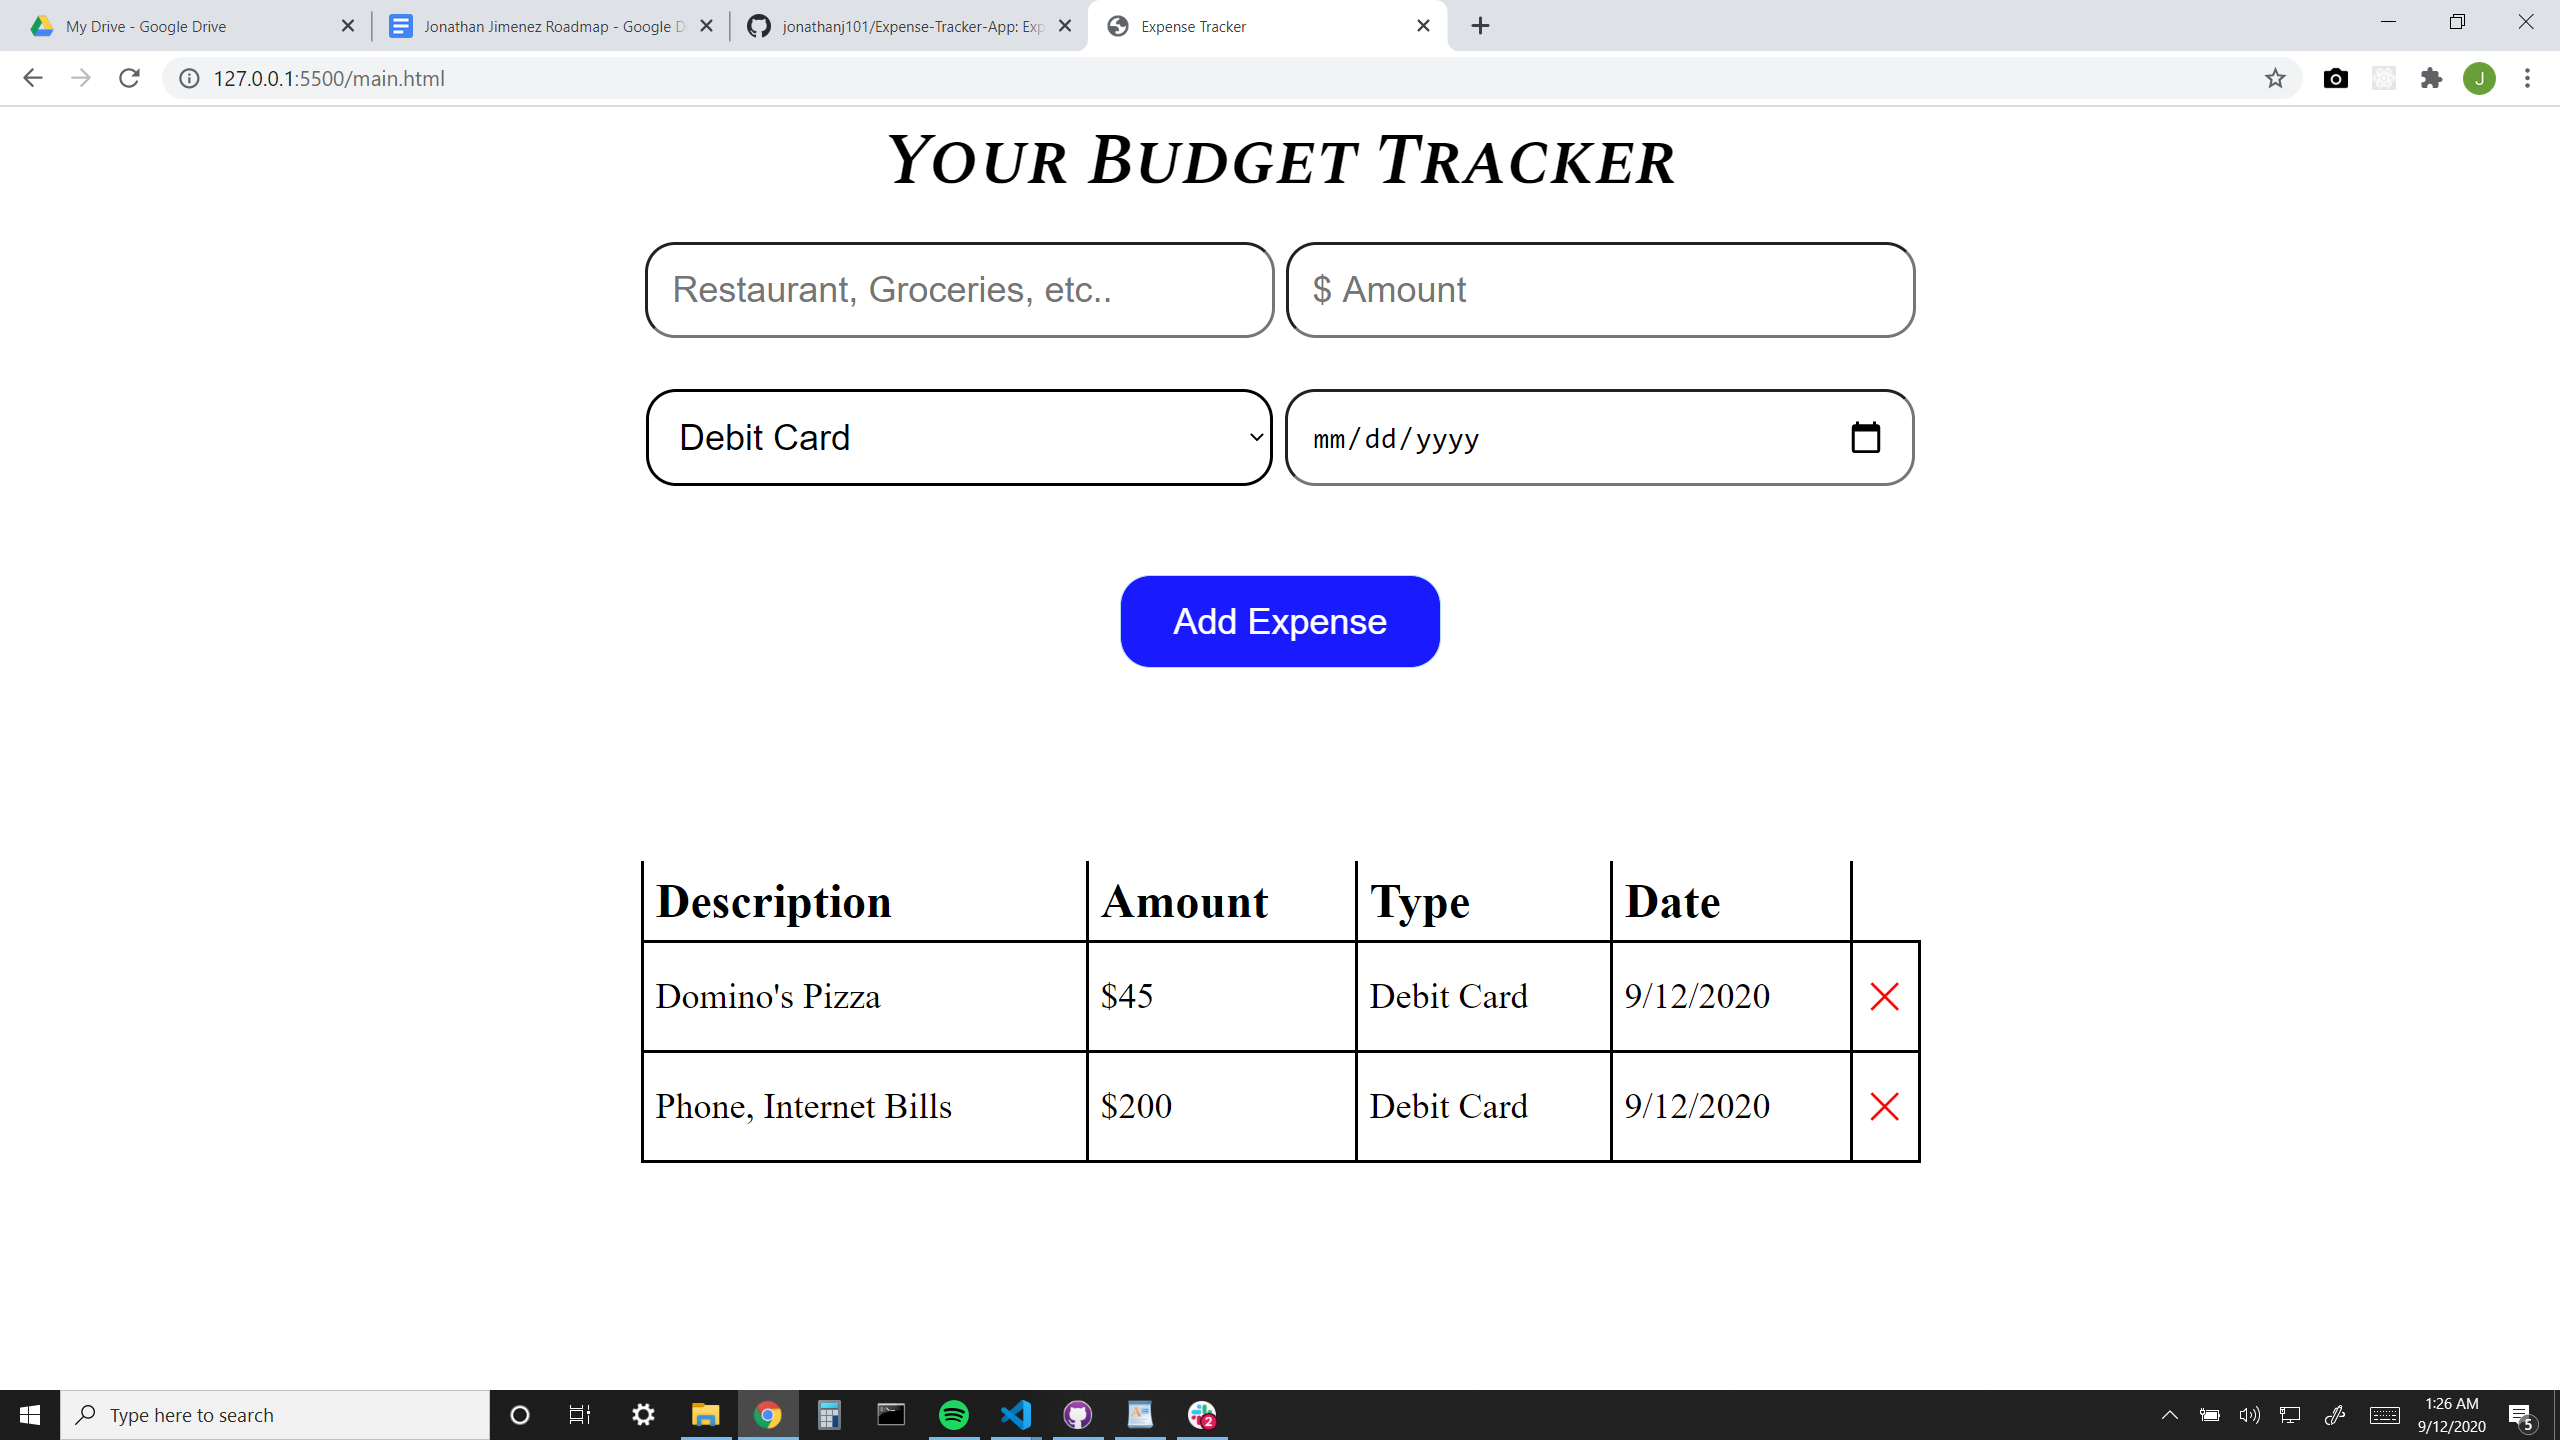 My Drive - Google Drive
Jonathan Jimenez Roadmap - Google D
jonathanj101/Expense-Tracker-App: Exp
Expense Tracker
127.0.0.1:5500/main.html
J
Your Budget Tracker
Restaurant, Groceries, etc.. $ Amount
Debit Card mm/dd/yyyy
Add Expense
Description Amount Type Date
Domino's Pizza $45 Debit Card 9/12/2020
Phone, Internet Bills $200 Debit Card 9/12/2020
Type here to search
2
1:26 AM
9/12/2020
5